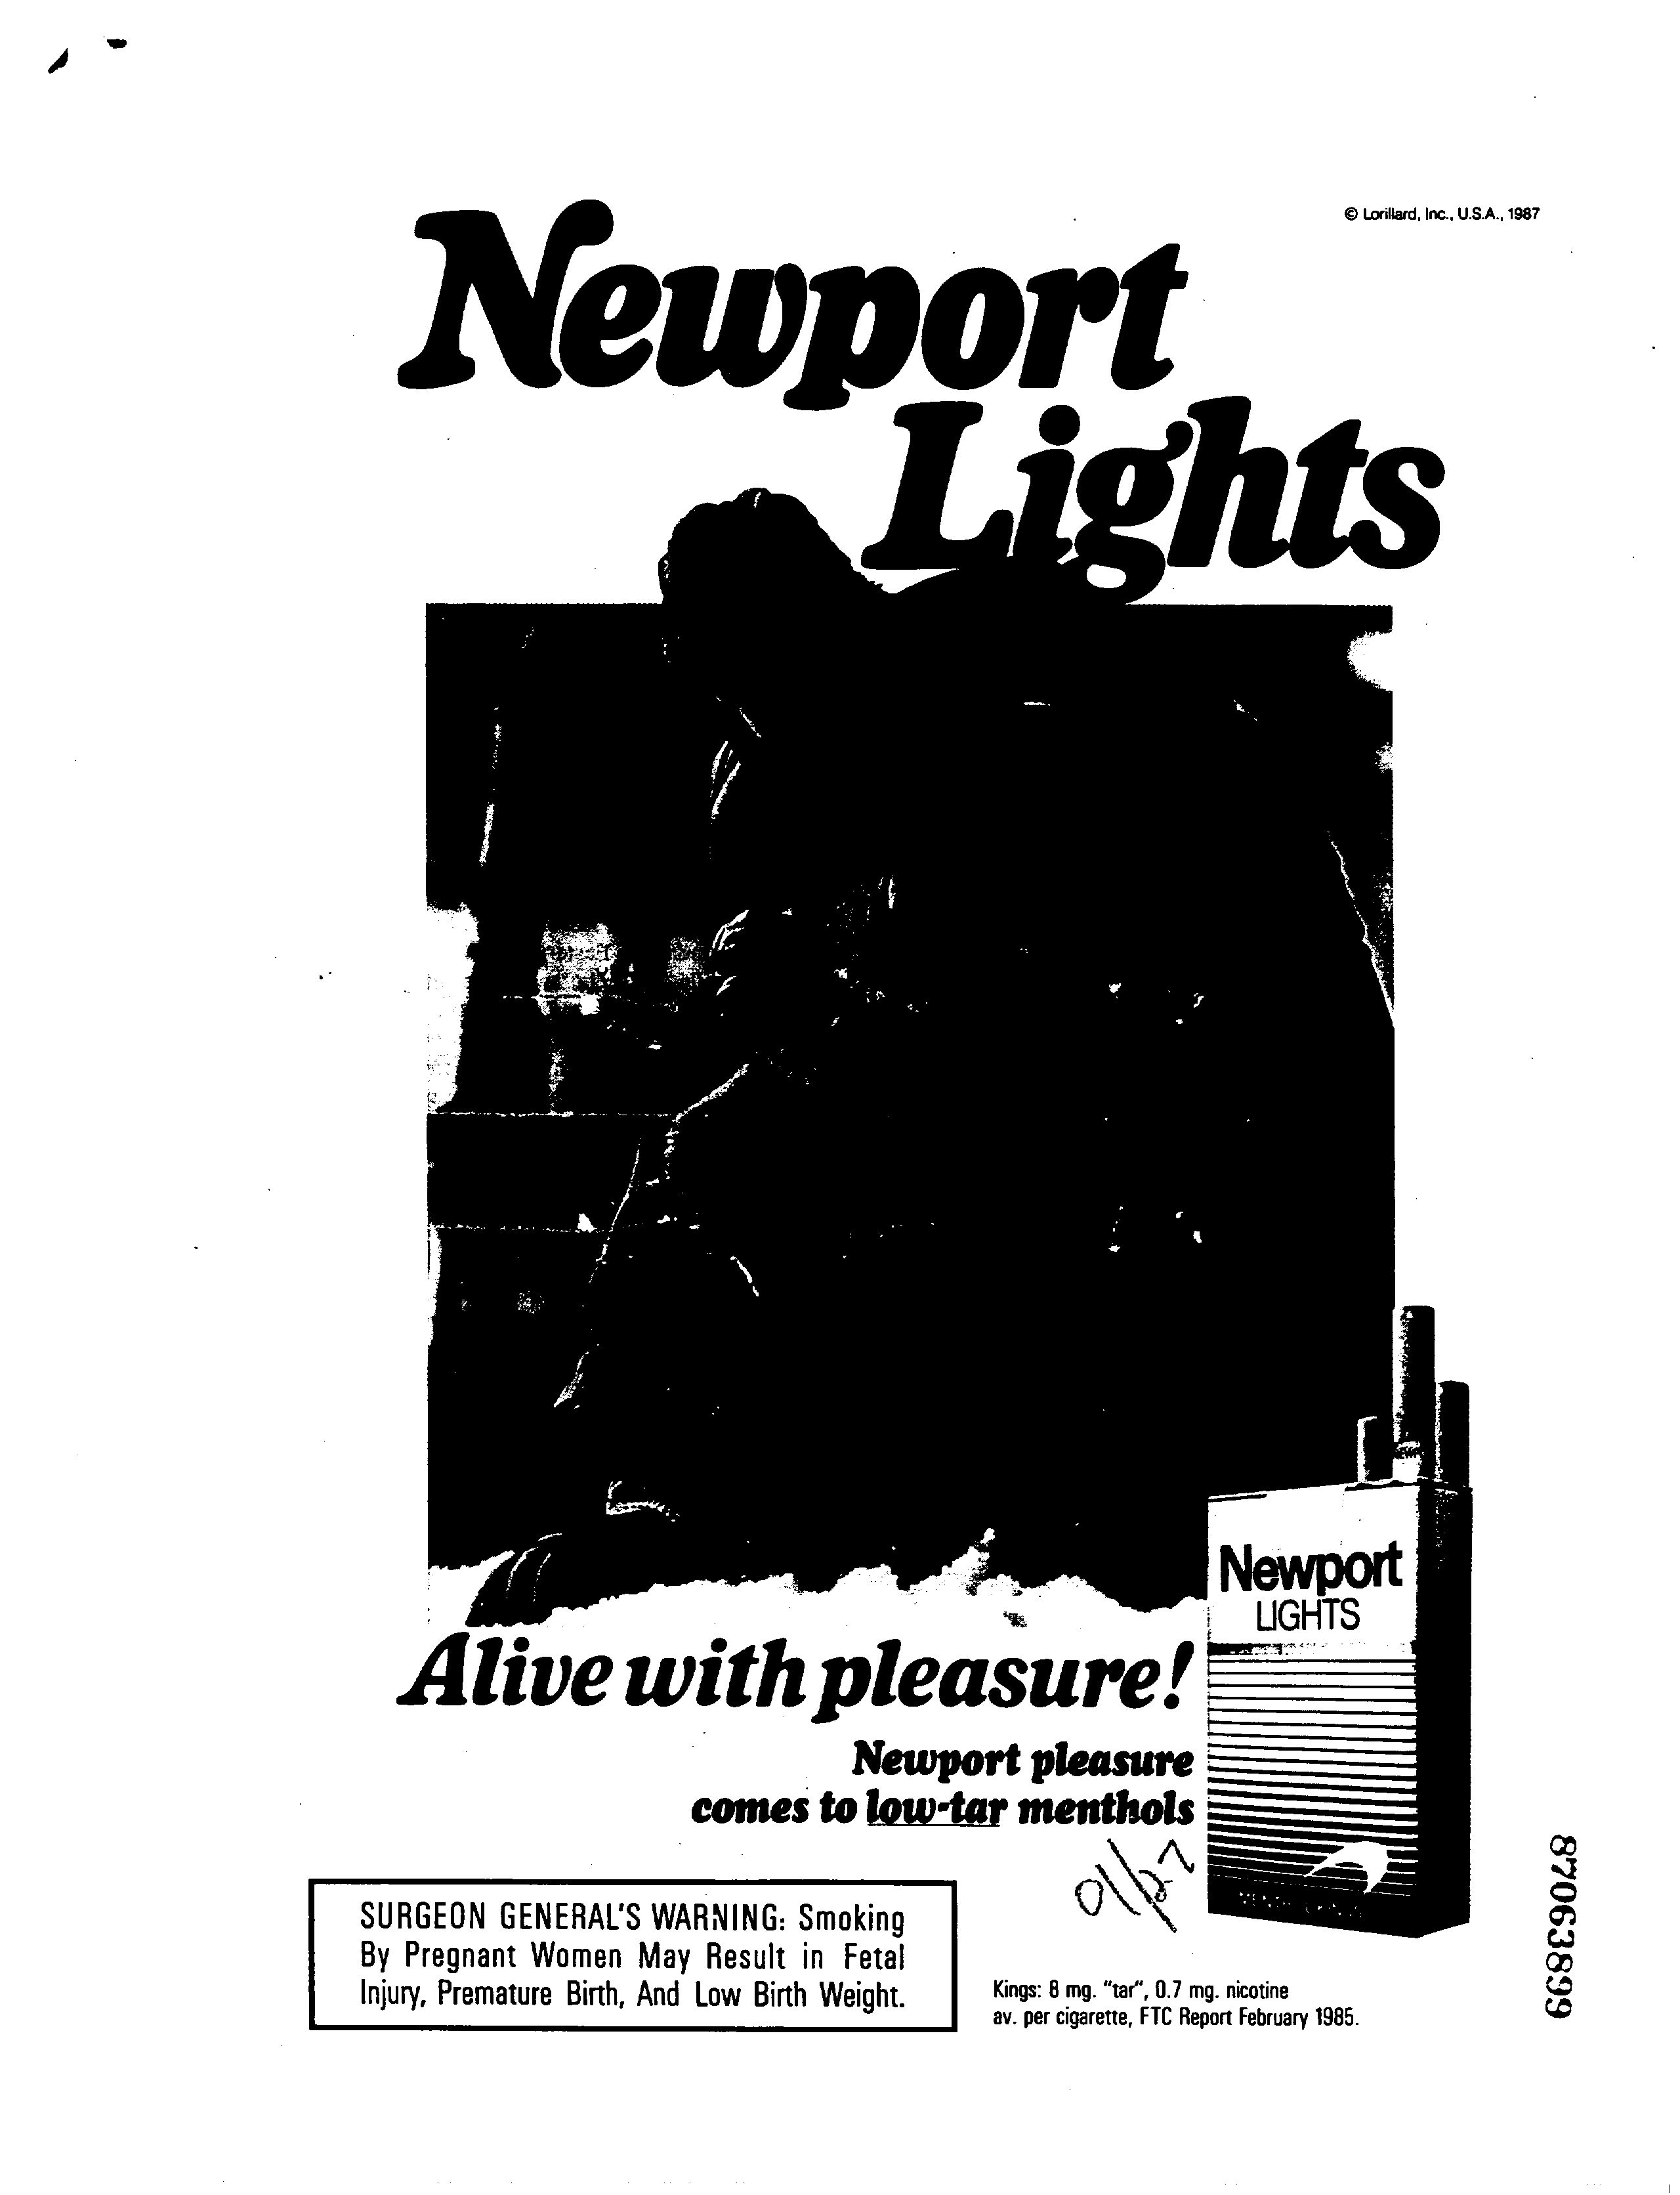 © Lorillard, Inc., U.S.A., 1987
Newport
Lights
Newport
LIGHTS
Alive with pleasure!
Newport pleasure
comes to low-tar menthols
SURGEON GENERAL'S WARNING: Smoking
By Pregnant Women May Result in Fetal
Injury, Premature Birth, And Low Birth Weight.
Kings: 8 mg. "tar", 0.7 mg. nicotine
av. per cigarette, FTC Report February 1985.
87063899